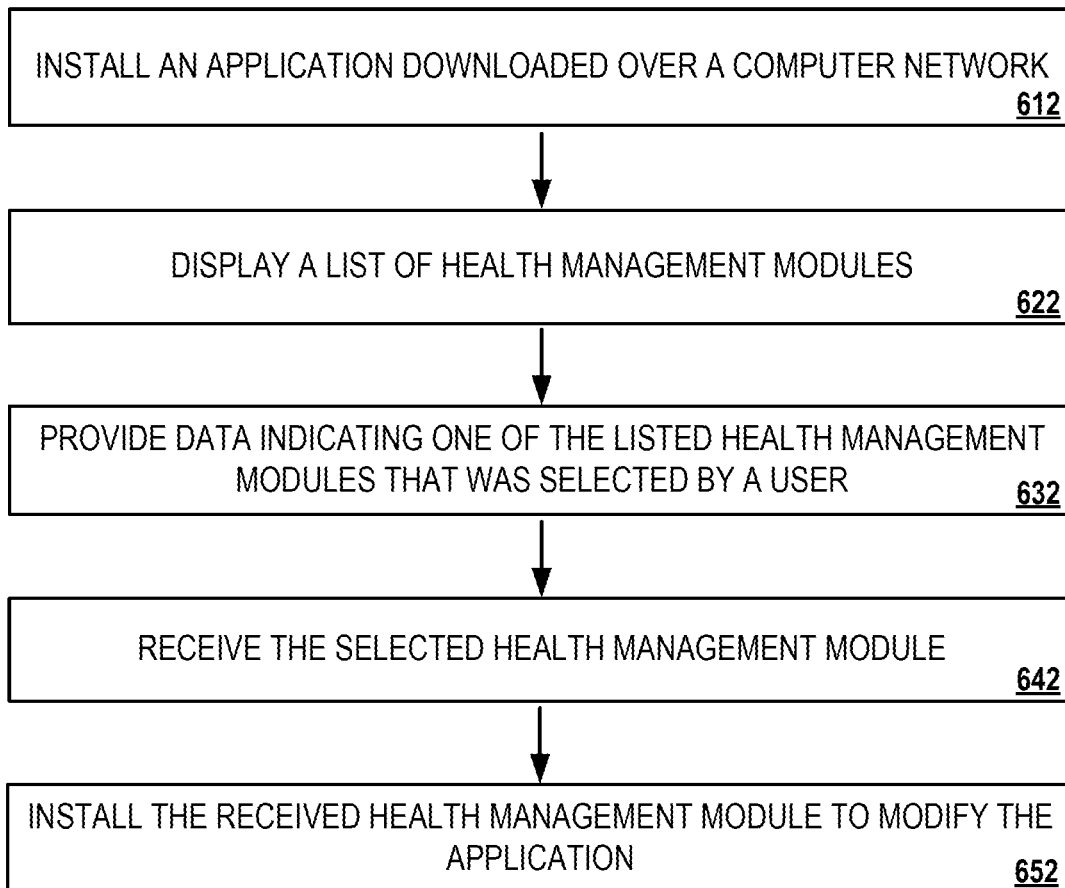 INSTALL AN APPLICATION DOWNLOADED OVER A COMPUTER NETWORK
612
DISPLAY A LIST OF HEALTH MANAGEMENT MODULES
622
PROVIDE DATA INDICATING ONE OF THE LISTED HEALTH MANAGEMENT
MODULES THAT WAS SELECTED BY A USER
632
RECEIVE THE SELECTED HEALTH MANAGEMENT MODULE
642
INSTALL THE RECEIVED HEALTH MANAGEMENT MODULE TO MODIFY THE
APPLICATION
652